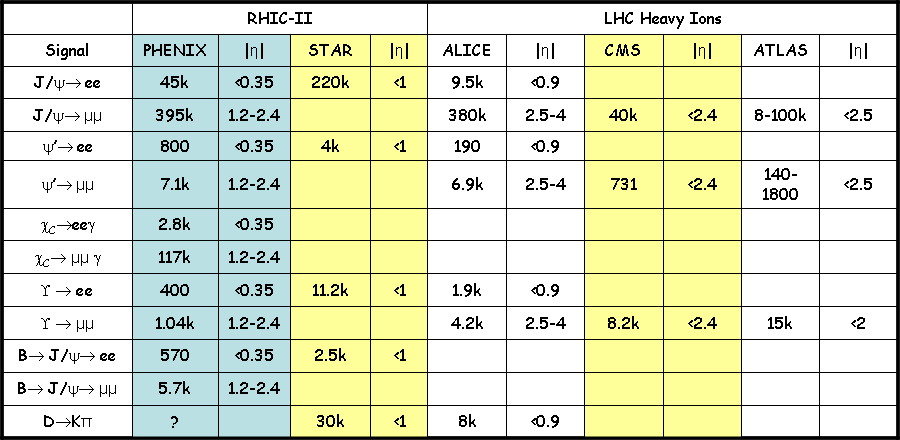 RHIC-II LHC Heavy Ions
Signal PHENIX |η| STAR |η| ALICE |η| CMS |η| ATLAS |η|
J/ψ→ ee 45k <0.35 220k <1 9.5k <0.9
J/ψ→ μμ 395k 1.2-2.4 380k 2.5-4 40k <2.4 8-100k <2.5
ψ’→ ee 800 <0.35 4k <1 190 <0.9
ψ’→ μμ 7.1k 1.2-2.4 6.9k 2.5-4 731 <2.4 140-
1800 <2.5
χC→eeγ 2.8k <0.35
χC→ μμ γ 117k 1.2-2.4
ϒ → ee 400 <0.35 11.2k <1 1.9k <0.9
ϒ → μμ 1.04k 1.2-2.4 4.2k 2.5-4 8.2k <2.4 15k <2
B→ J/ψ→ ee 570 <0.35 2.5k <1
B→ J/ψ→ μμ 5.7k 1.2-2.4
D→Kπ ? 30k <1 8k <0.9